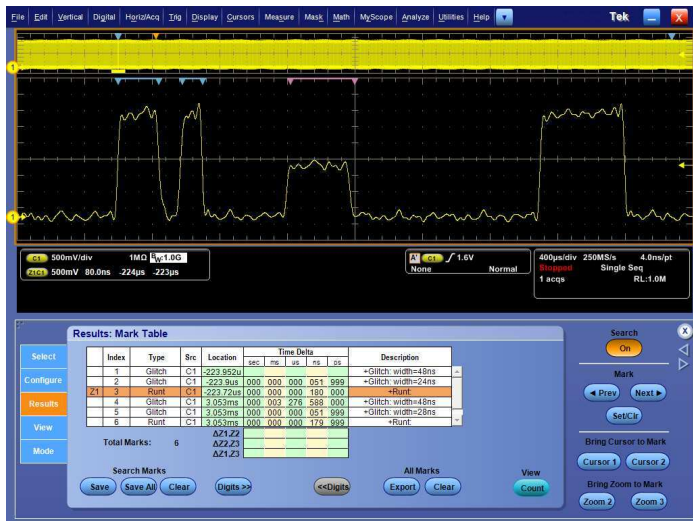 File Edit Vertical Digital Horiz/Acq Trig Display Cursors Measure Mask Math MyScope Analyze Utilities Help Tek X
1
1
C1 500mV/div 1MΩ BW:1.0G
Z1C1 500mV 80.0ns -224µs -223µs
A' C1 1.6V
None Normal
400µs/div 250MS/s 4.0ns/pt
Stopped Single Seq
1 acqs RL:1.0M
Results: Mark Table
Search
X
On
Select
Configure
Results
View
Mode
Index Type Src Location Time Delta Description
sec ms us ns ps
1 Glitch C1 -223.952u +Glitch: width=48ns
2 Glitch C1 -223.9us 000 000 000 051 999 +Glitch: width=24ns
Z1 3 Runt C1 -223.72us 000 000 000 180 000 +Runt:
4 Glitch C1 3.053ms 000 003 276 588 000 +Glitch: width=48ns
5 Glitch C1 3.053ms 000 000 000 051 999 +Glitch: width=28ns
6 Runt C1 3.053ms 000 000 000 179 999 +Runt:
Total Marks: 6
ΔZ1,Z2
ΔZ2,Z3
ΔZ1,Z3
Mark
Prev Next
Set/Clr
Bring Cursor to Mark
Cursor 1 Cursor 2
Bring Zoom to Mark
Zoom 2 Zoom 3
Search Marks
Save Save All Clear Digits >> <<Digits
All Marks
Export Clear
View
Count